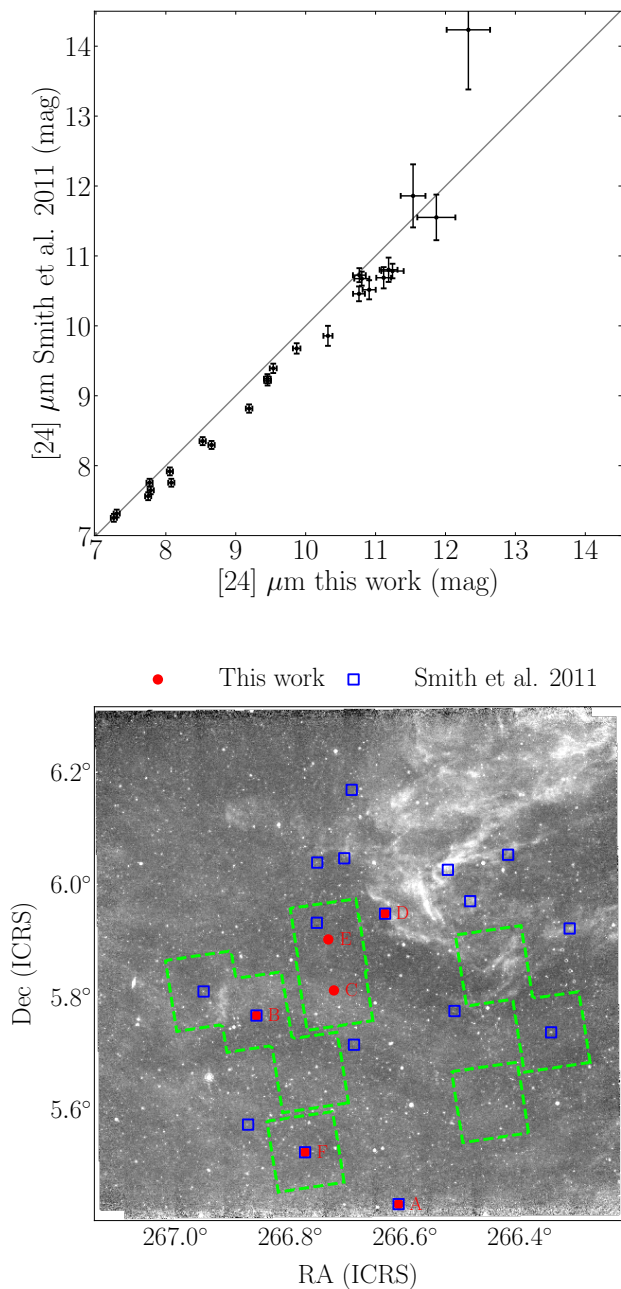 14
13
12
11
10
9
8
7
7 8 9 10 11 12 13 14
[24] μm Smith et al. 2011 (mag)
[24] μm this work (mag)
This work Smith et al. 2011
6.2°
6.0°
5.8°
5.6°
Dec (ICRS)
D
E
C
B
F
A
267.0° 266.8° 266.6° 266.4°
RA (ICRS)